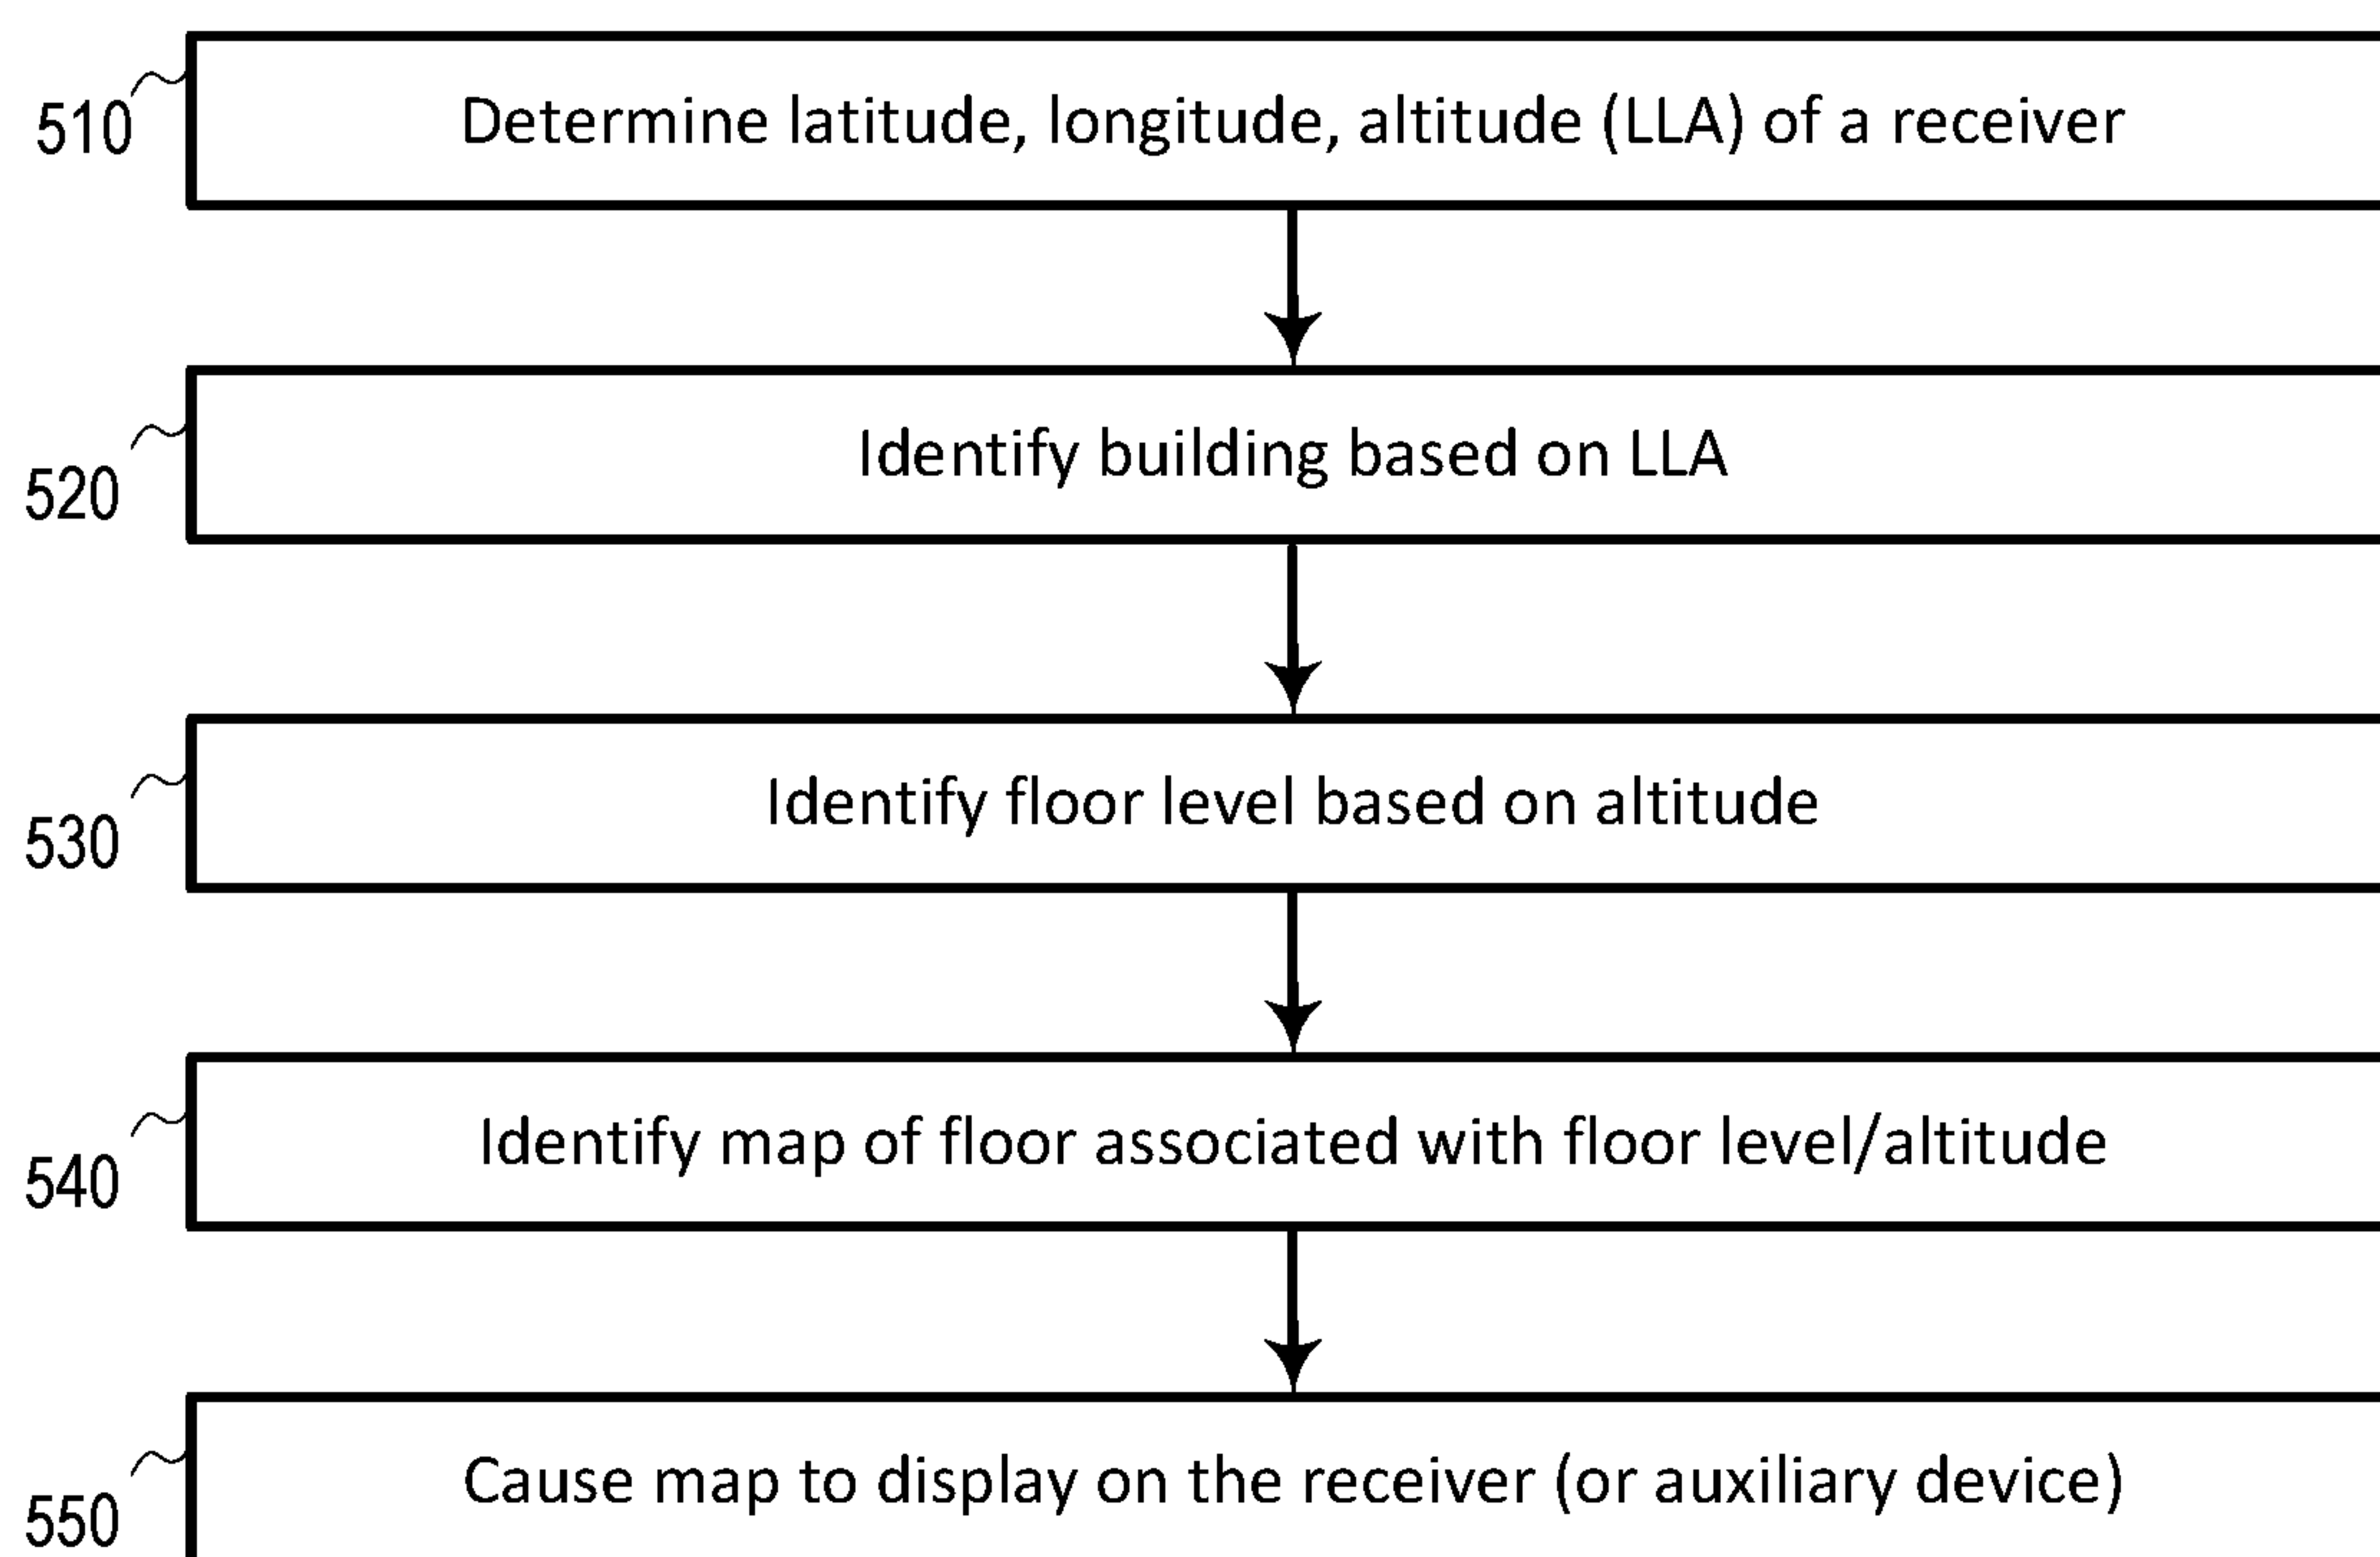 510
Determine latitude, longitude, altitude (LLA) of a receiver
520
Identify building based on LLA
530
Identify floor level based on altitude
540
Identify map of floor associated with floor level/altitude
550
Cause map to display on the receiver (or auxiliary device)